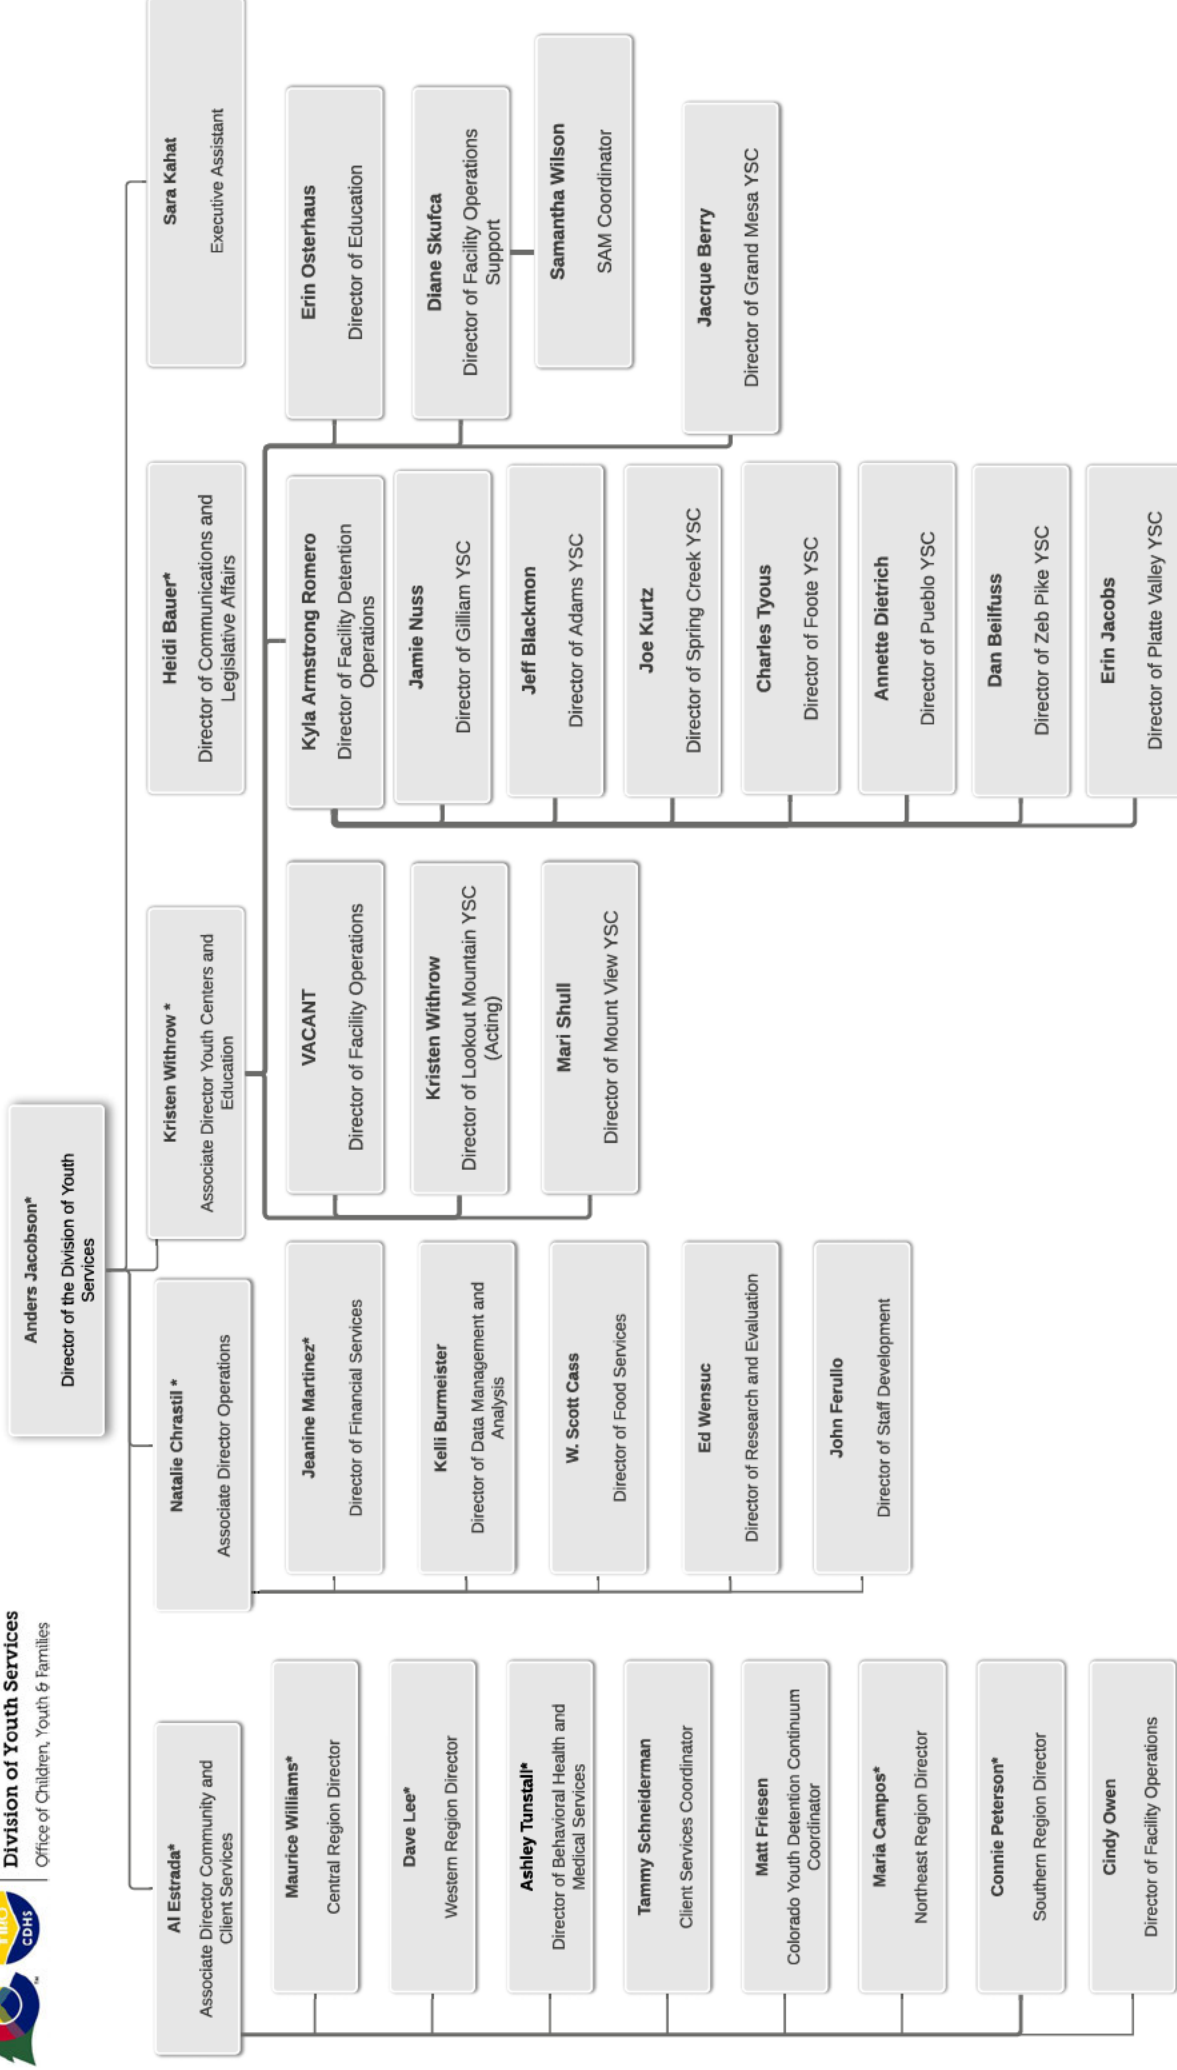 Division of Youth Services
Office of Children, Youth & Families
CDHS
TM
Anders Jacobson*
Director of the Division of Youth
Services
Al Estrada*
Associate Director Community and
Client Services
Natalie Chrastil *
Associate Director Operations
Kristen Withrow *
Associate Director Youth Centers and
Education
Heidi Bauer*
Director of Communications and
Legislative Affairs
Sara Kahat
Executive Assistant
Maurice Williams*
Central Region Director
Dave Lee*
Western Region Director
Ashley Tunstall*
Director of Behavioral Health and
Medical Services
Tammy Schneiderman
Client Services Coordinator
Matt Friesen
Colorado Youth Detention Continuum
Coordinator
Maria Campos*
Northeast Region Director
Connie Peterson*
Southern Region Director
Cindy Owen
Director of Facility Operations
Jeanine Martinez*
Director of Financial Services
Kelli Burmeister
Director of Data Management and
Analysis
W. Scott Cass
Director of Food Services
Ed Wensuc
Director of Research and Evaluation
John Ferullo
Director of Staff Development
VACANT
Director of Facility Operations
Kristen Withrow
Director of Lookout Mountain YSC
(Acting)
Mari Shull
Director of Mount View YSC
Kyla Armstrong Romero
Director of Facility Detention
Operations
Jamie Nuss
Director of Gilliam YSC
Jeff Blackmon
Director of Adams YSC
Joe Kurtz
Director of Spring Creek YSC
Charles Tyous
Director of Foote YSC
Annette Dietrich
Director of Pueblo YSC
Dan Beilfuss
Director of Zeb Pike YSC
Erin Jacobs
Director of Platte Valley YSC
Erin Osterhaus
Director of Education
Diane Skufca
Director of Facility Operations
Support
Samantha Wilson
SAM Coordinator
Jacque Berry
Director of Grand Mesa YSC